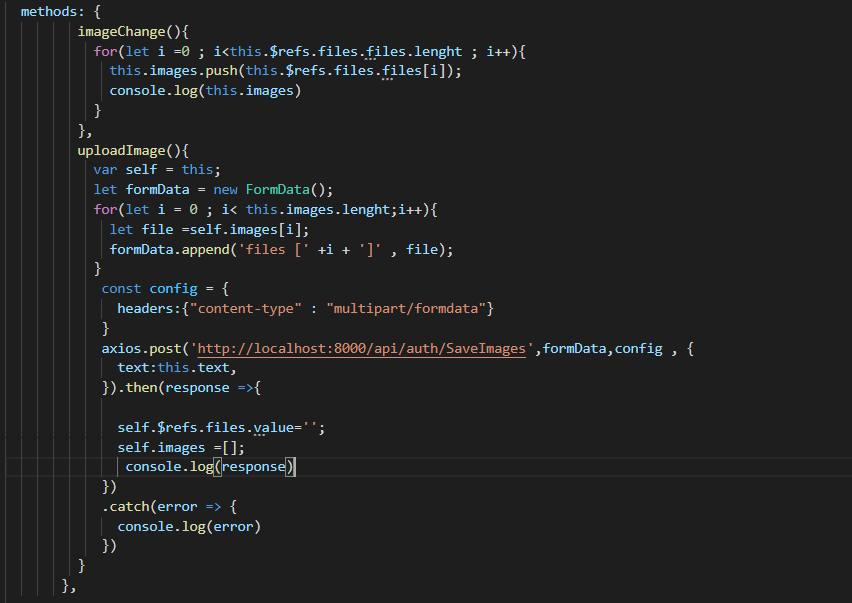 methods: {
imageChange(){
for(let i =0 ; i<this.$refs.files.files.lenght ; i++){
this.images.push(this.$refs.files.files[i]);
console.log(this.images)
}
},
uploadImage(){
var self = this;
let formData = new FormData();
for(let i = 0 ; i< this.images.lenght;i++){
let file =self.images[i];
formData.append('files [' +i + ']' , file);
}
const config = {
headers:{"content-type" : "multipart/formdata"}
}
axios.post('http://localhost:8000/api/auth/SaveImages',formData,config , {
text:this.text,
}).then(response =>{
self.$refs.files.value='';
self.images =[];
console.log(response)
})
.catch(error => {
console.log(error)
})
}
},